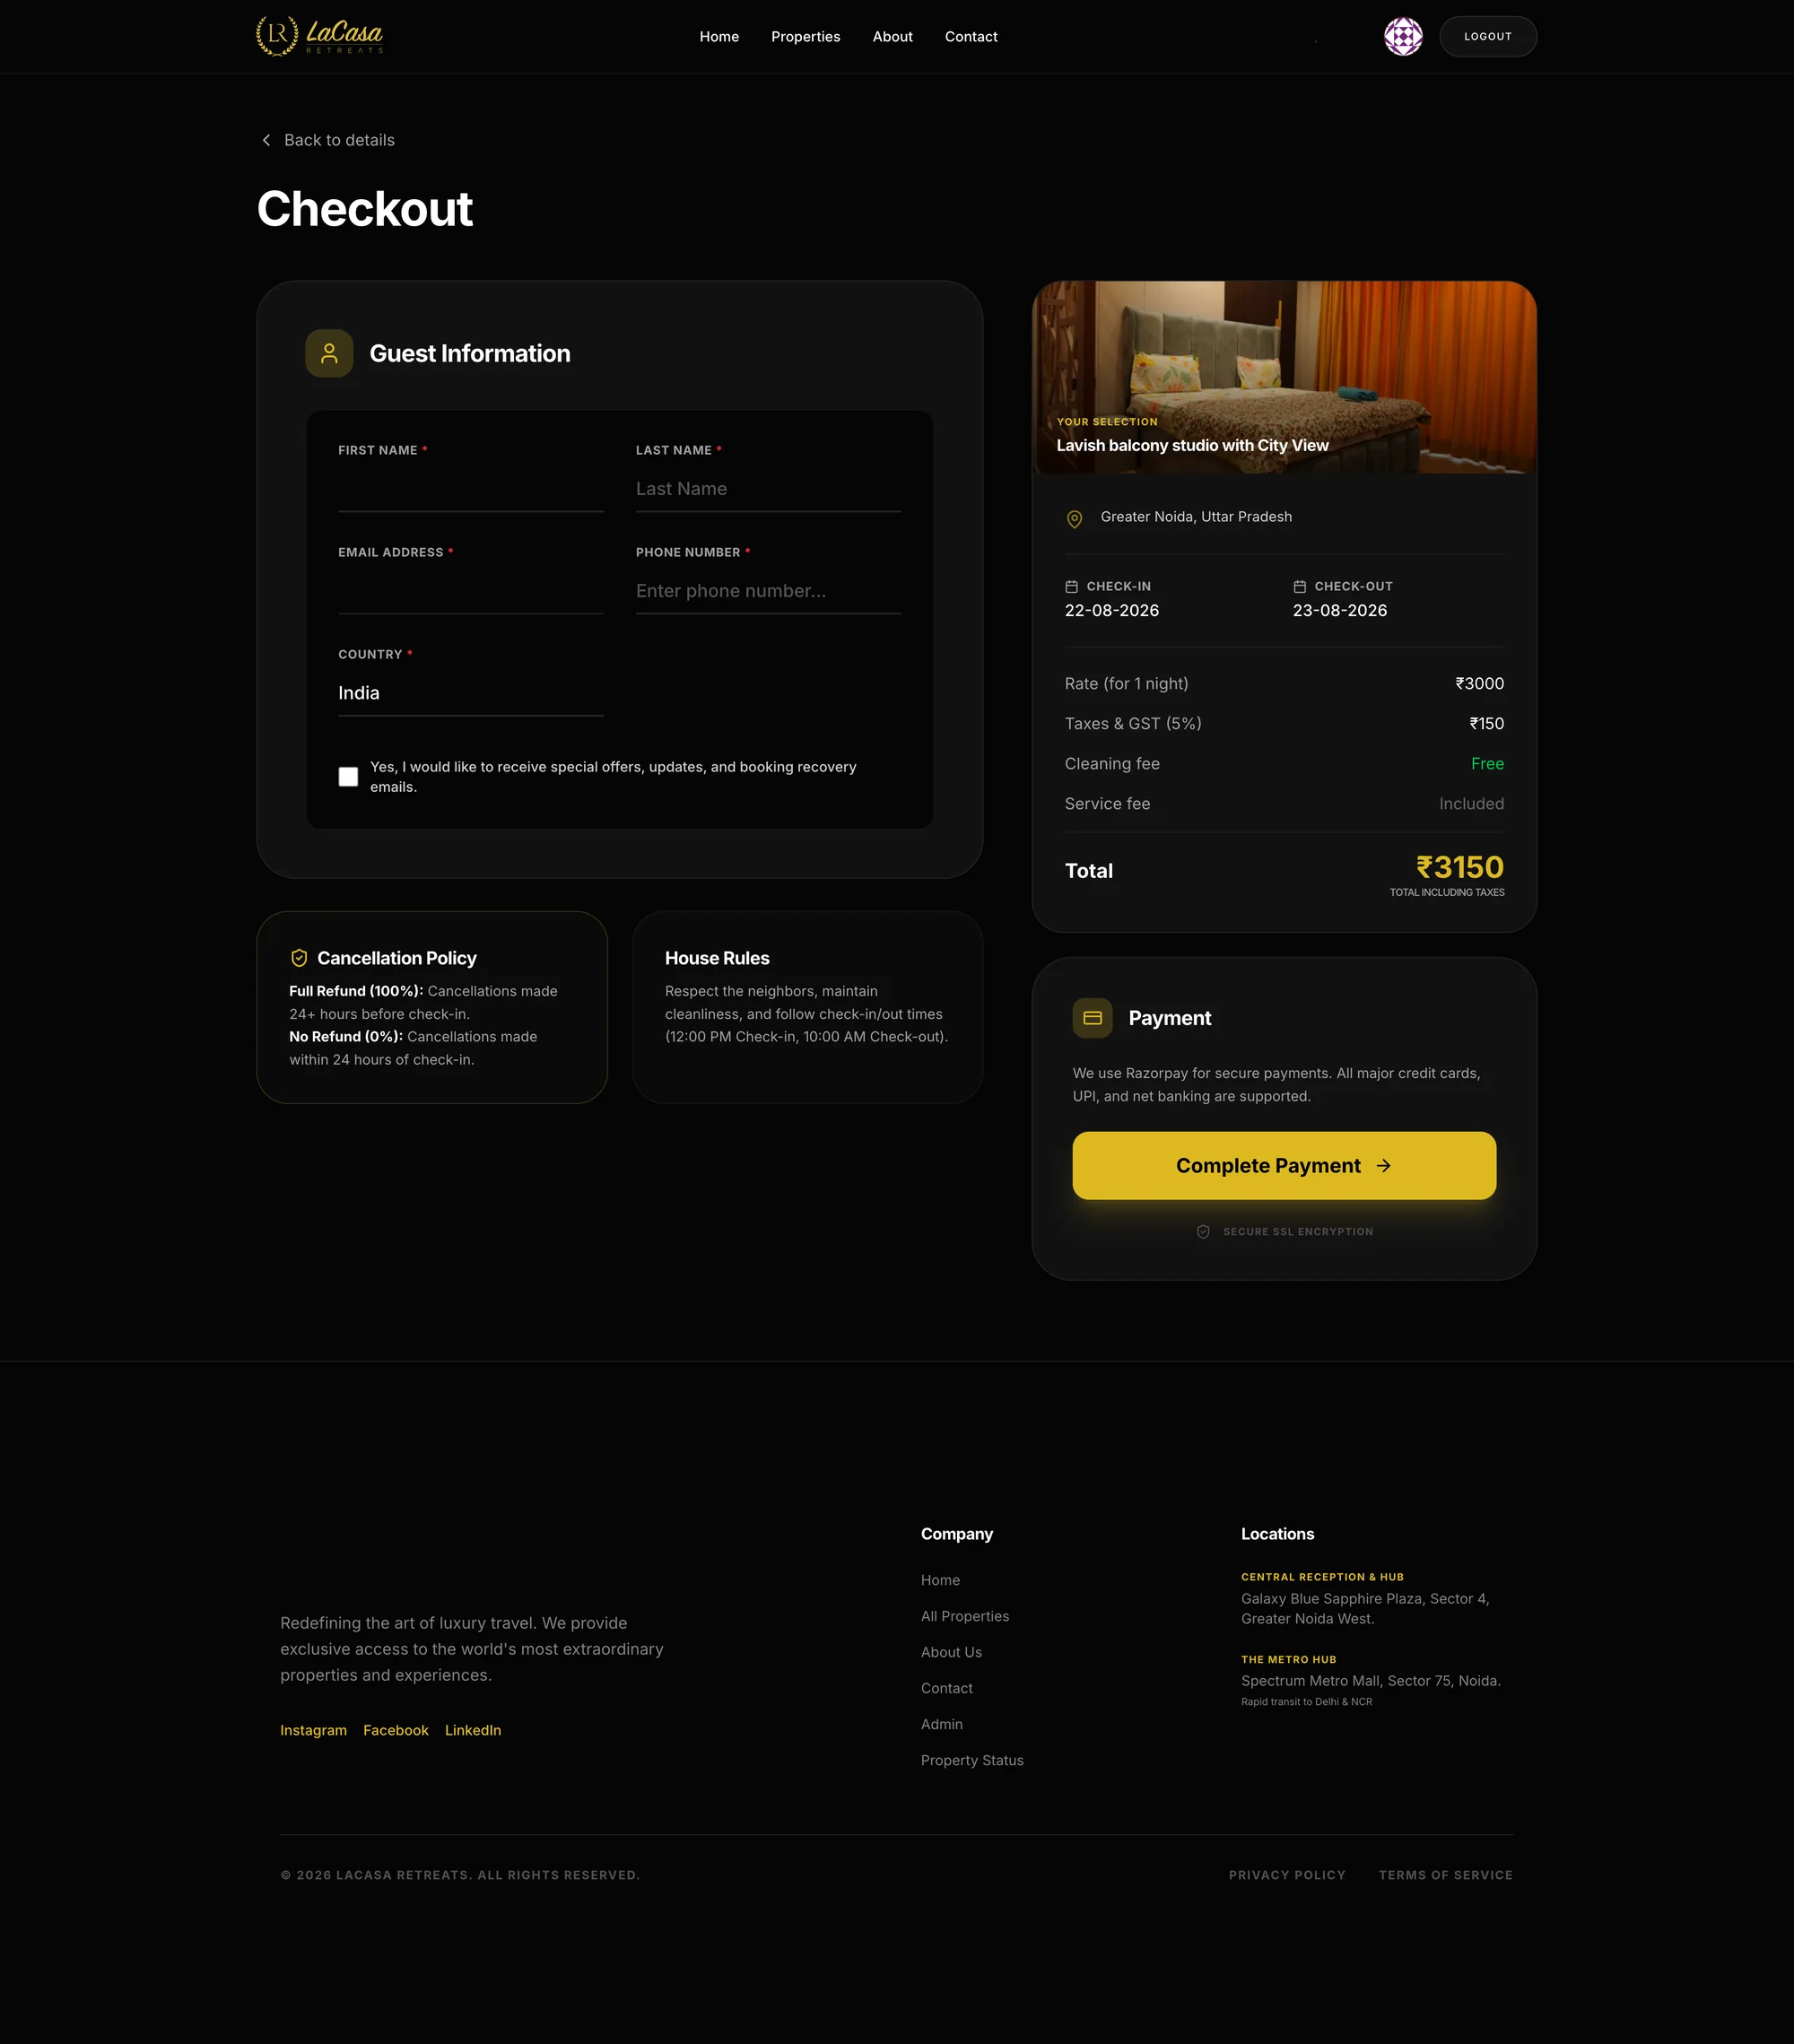 LR LaCasa
RETREATS
Home
Properties
About
Contact
LOGOUT
Back to details
Checkout
Guest Information
FIRST NAME *
LAST NAME *
Last Name
EMAIL ADDRESS *
PHONE NUMBER *
Enter phone number...
COUNTRY *
India
Yes, I would like to receive special offers, updates, and booking recovery
emails.
Cancellation Policy
Full Refund (100%): Cancellations made
24+ hours before check-in.
No Refund (0%): Cancellations made
within 24 hours of check-in.
House Rules
Respect the neighbors, maintain
cleanliness, and follow check-in/out times
(12:00 PM Check-in, 10:00 AM Check-out).
YOUR SELECTION
Lavish balcony studio with City View
Greater Noida, Uttar Pradesh
CHECK-IN
22-08-2026
CHECK-OUT
23-08-2026
Rate (for 1 night)
₹3000
Taxes & GST (5%)
₹150
Cleaning fee
Free
Service fee
Included
Total
₹3150
TOTAL INCLUDING TAXES
Payment
We use Razorpay for secure payments. All major credit cards,
UPI, and net banking are supported.
Complete Payment
SECURE SSL ENCRYPTION
Redefining the art of luxury travel. We provide
exclusive access to the world's most extraordinary
properties and experiences.
Instagram
Facebook
LinkedIn
Company
Home
All Properties
About Us
Contact
Admin
Property Status
Locations
CENTRAL RECEPTION & HUB
Galaxy Blue Sapphire Plaza, Sector 4,
Greater Noida West.
THE METRO HUB
Spectrum Metro Mall, Sector 75, Noida.
Rapid transit to Delhi & NCR
© 2026 LACASA RETREATS. ALL RIGHTS RESERVED.
PRIVACY POLICY
TERMS OF SERVICE